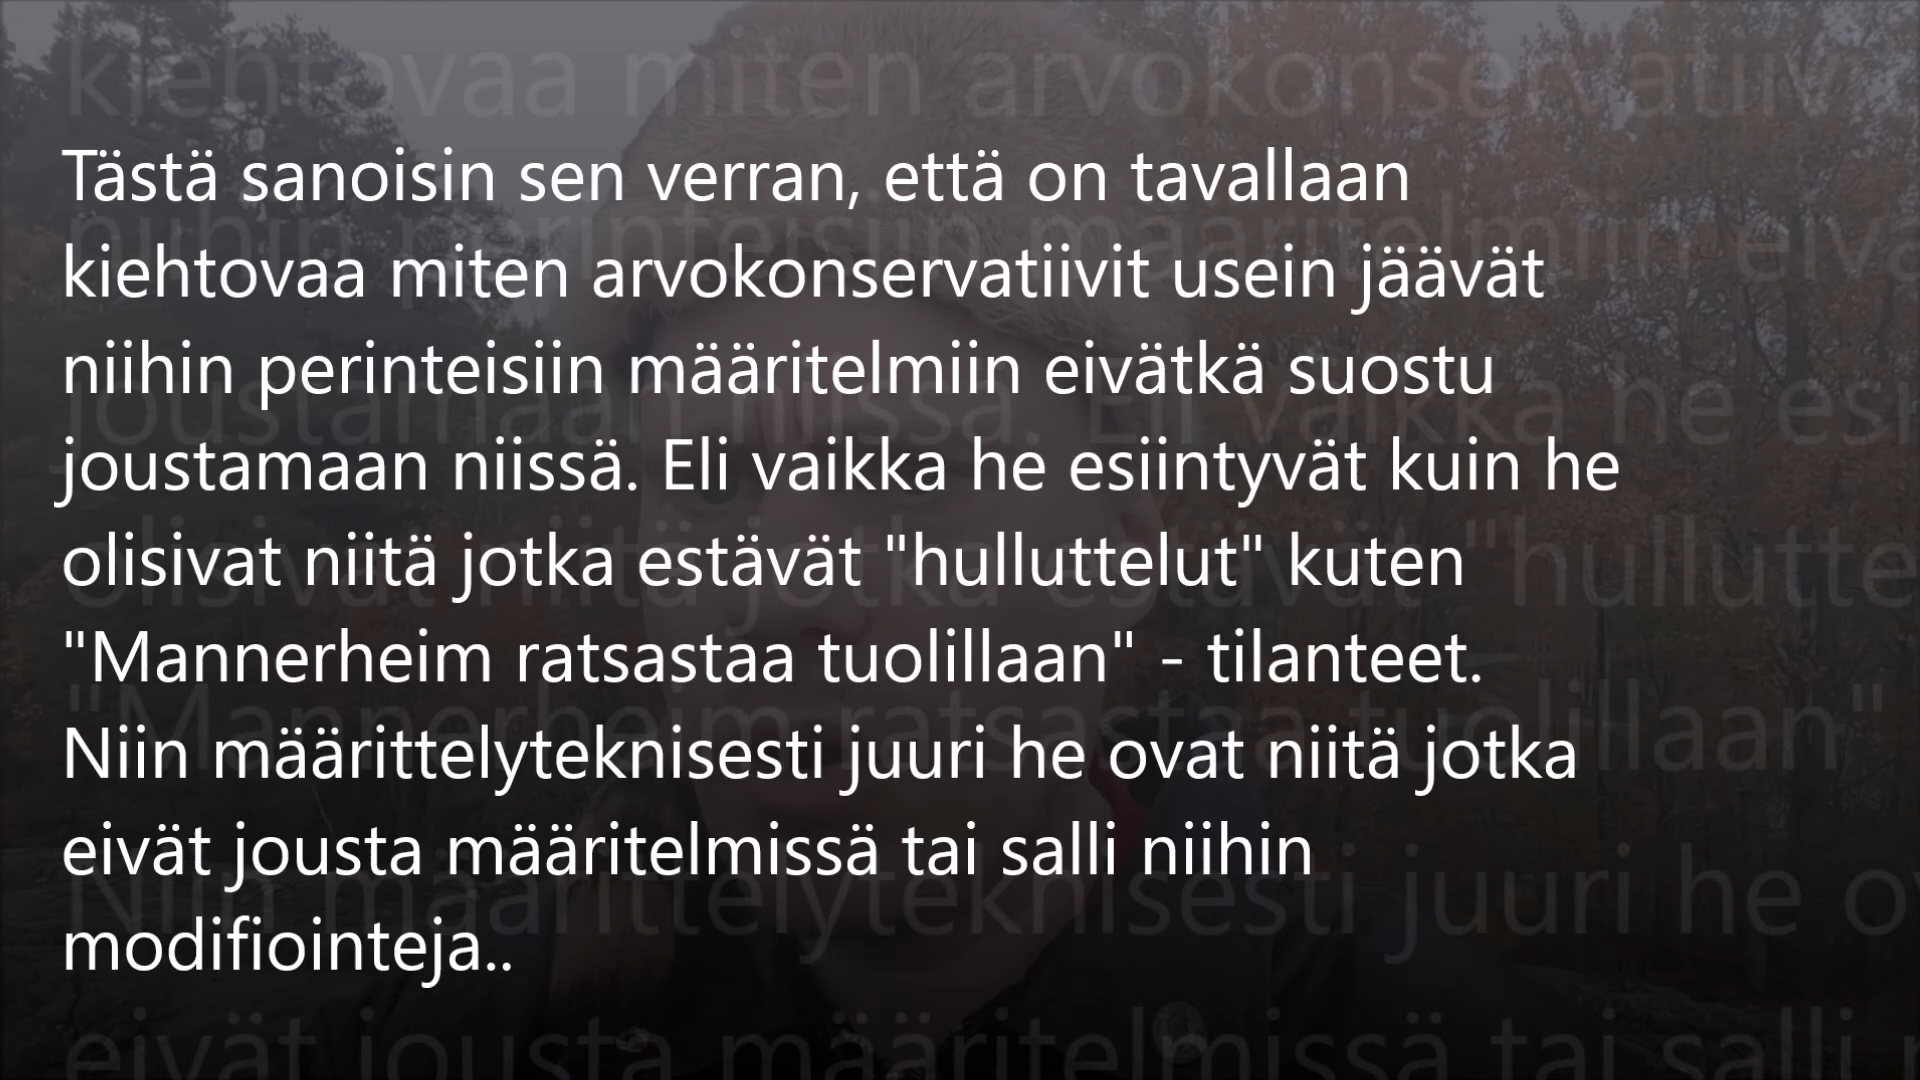 Tästä sanoisin sen verran, että on tavallaan
kiehtovaa miten arvokonservatiivit usein jäävät
niihin perinteisiin määritelmiin eivätkä suostu
joustamaan niissä. Eli vaikka he esiintyvät kuin he
olisivat niitä jotka estävät "hulluttelut" kuten
"Mannerheim ratsastaa tuolillaan" - tilanteet.
Niin määrittelyteknisesti juuri he ovat niitä jotka
eivät jousta määritelmissä tai salli niihin
modifiointeja..